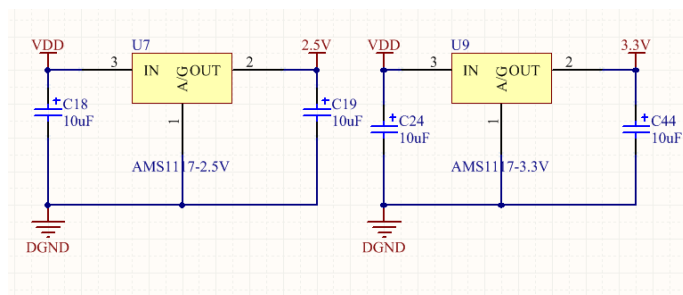 VDD
U7
2.5V
3
IN
A/G
OUT
2
C18
10uF
C19
10uF
1
AMS1117-2.5V
DGND
VDD
U9
3.3V
3
IN
A/G
OUT
2
C24
10uF
C44
10uF
1
AMS1117-3.3V
DGND